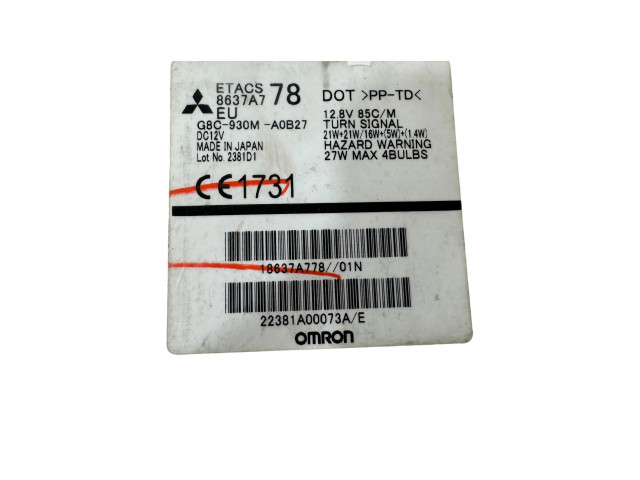 ETACS
8637A7 78
EU
G8C-930M -A0B27
DC12V
MADE IN JAPAN
Lot No. 2381D1
DOT >PP-TD<
12.8V 85C/M
TURN SIGNAL
21W+21W/16W+(5W)+(1.4W)
HAZARD WARNING
27W MAX 4BULBS
CE1731
18637A778//01N
22381A00073A/E
OMRON